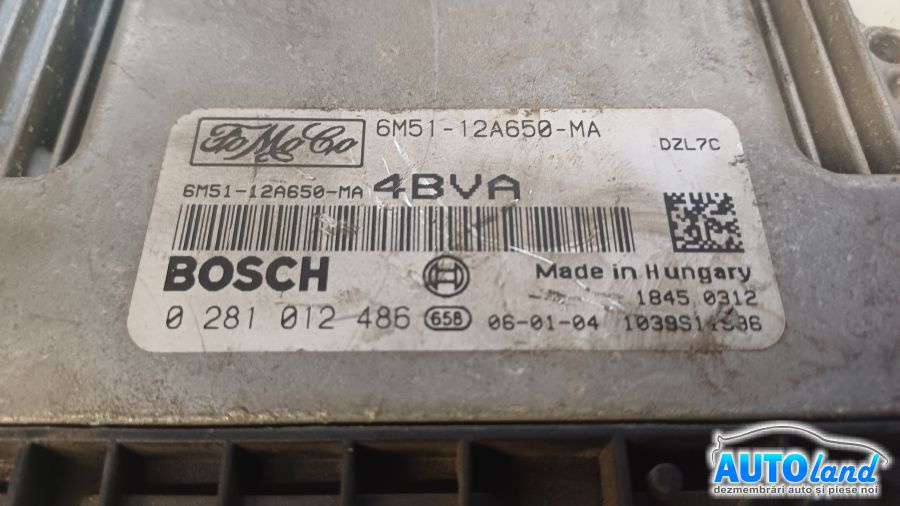 FoMoCo 6M51-12A650-MA
DZL7C
6M51-12A650-MA 4BVA
BOSCH Made in Hungary
1845 0312
0 281 012 486 65B 06-01-04
AUTOland
dezmembrări auto și piese noi